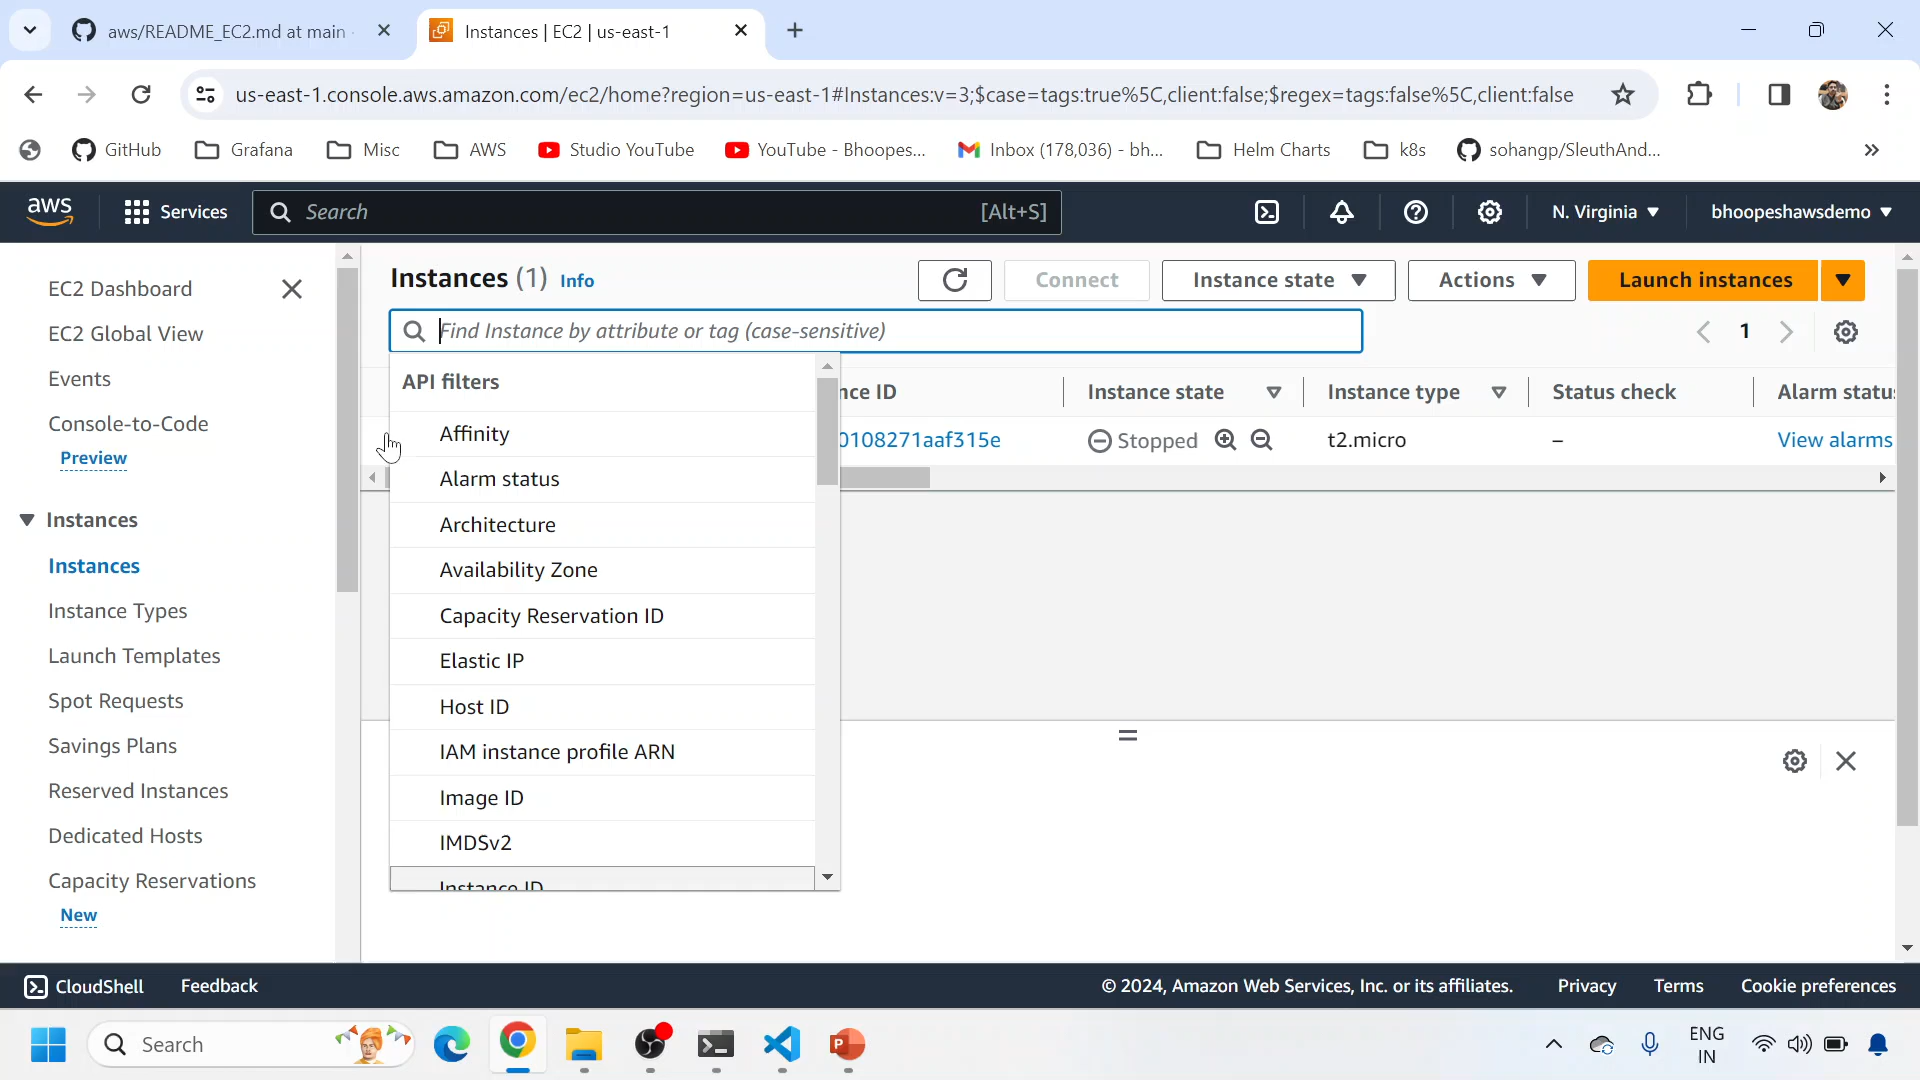 aws/README_EC2.md at main
Instances | EC2 | us-east-1
us-east-1.console.aws.amazon.com/ec2/home?region=us-east-1#Instances:v=3;$case=tags:true%5C,client:false;$regex=tags:false%5C,client:false
GitHub
Grafana
Misc
AWS
Studio YouTube
YouTube - Bhoopes...
Inbox (178,036) - bh...
Helm Charts
k8s
sohangp/SleuthAnd...
aws
Services
Search
[Alt+S]
N. Virginia
bhoopeshawsdemo
EC2 Dashboard
EC2 Global View
Events
Console-to-Code
Preview
Instances
Instances
Instance Types
Launch Templates
Spot Requests
Savings Plans
Reserved Instances
Dedicated Hosts
Capacity Reservations
New
Instances (1) Info
Connect
Instance state
Actions
Launch instances
Find Instance by attribute or tag (case-sensitive)
1
API filters
Affinity
Alarm status
Architecture
Availability Zone
Capacity Reservation ID
Elastic IP
Host ID
IAM instance profile ARN
Image ID
IMDSv2
Instance ID
nce ID
Instance state
Instance type
Status check
Alarm statu
0108271aaf315e
Stopped
t2.micro
–
View alarms
CloudShell
Feedback
© 2024, Amazon Web Services, Inc. or its affiliates.
Privacy
Terms
Cookie preferences
Search
ENG
IN